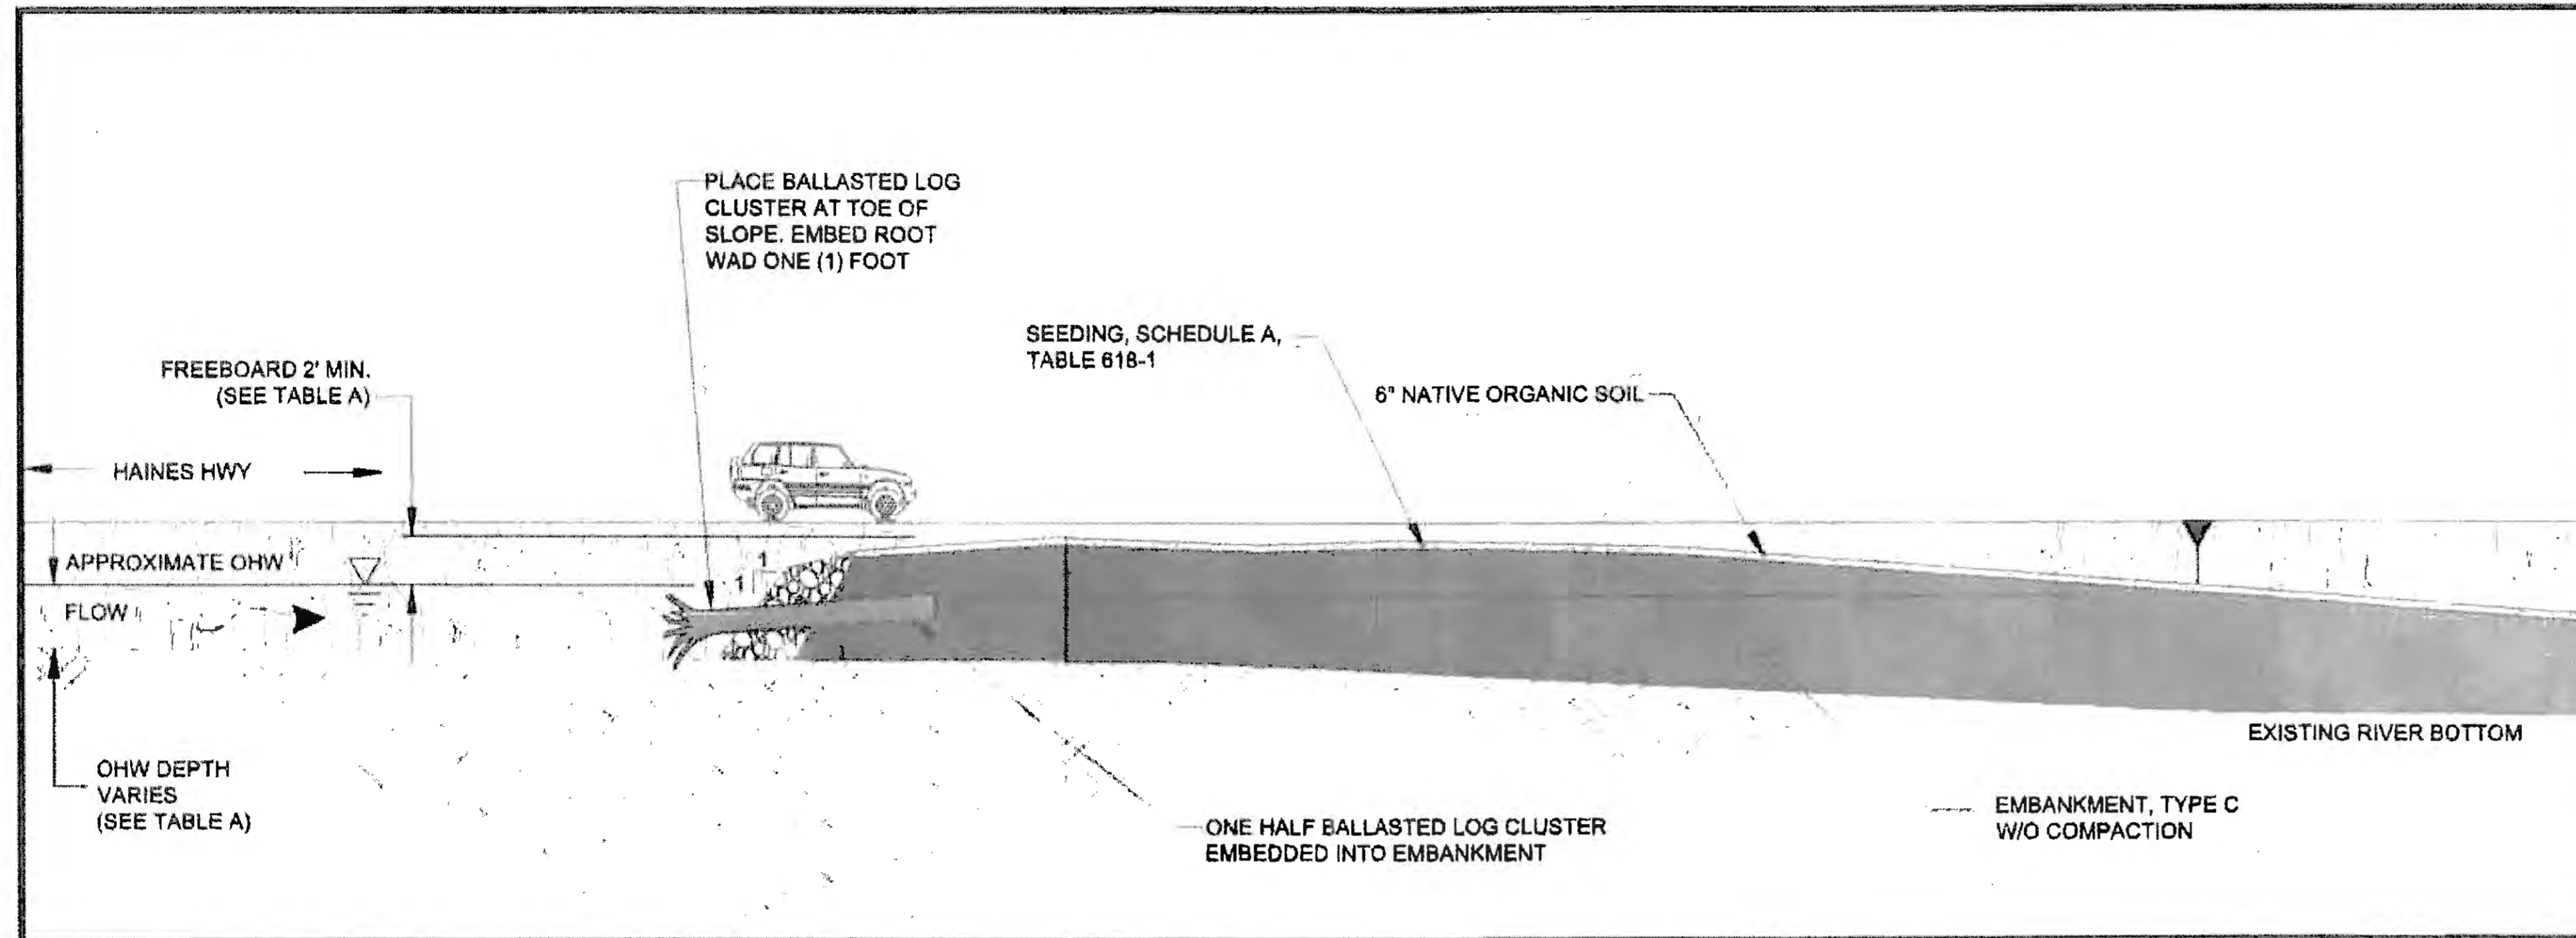 PLACE BALLASTED LOG
CLUSTER AT TOE OF
SLOPE. EMBED ROOT
WAD ONE (1) FOOT
SEEDING, SCHEDULE A,
TABLE 618-1
FREEBOARD 2' MIN.
(SEE TABLE A)
6" NATIVE ORGANIC SOIL
HAINES HWY
APPROXIMATE OHW
1
1
FLOW
EXISTING RIVER BOTTOM
OHW DEPTH
VARIES
(SEE TABLE A)
EMBANKMENT, TYPE C
W/O COMPACTION
ONE HALF BALLASTED LOG CLUSTER
EMBEDDED INTO EMBANKMENT